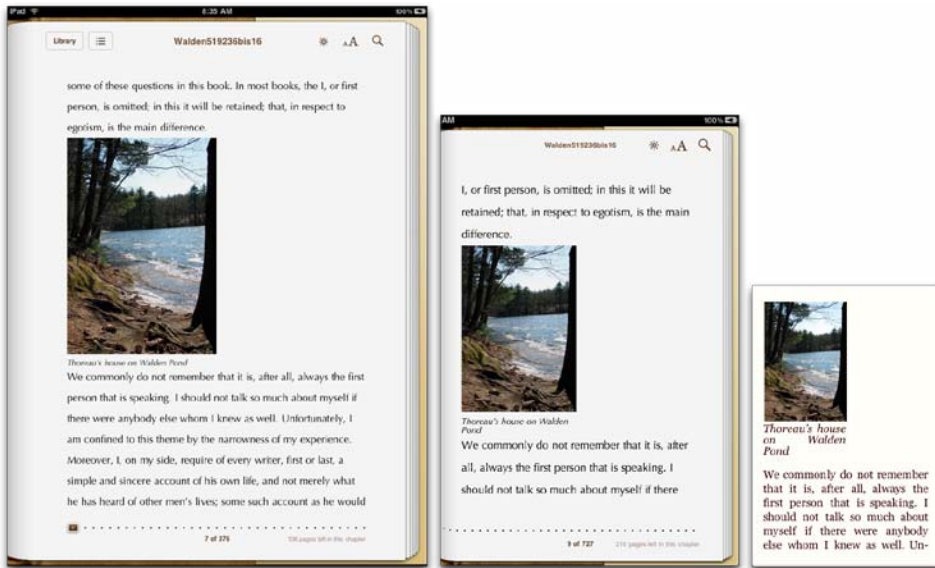 iPad
6:35 AM
100%
Library
Walden519236bis16
AA
some of these questions in this book. In most books, the I, or first
person, is omitted; in this it will be retained; that, in respect to
egotism, is the main difference.
Thoreau's house on Walden Pond
We commonly do not remember that it is, after all, always the first
person that is speaking. I should not talk so much about myself if
there were anybody else whom I knew as well. Unfortunately, I
am confined to this theme by the narrowness of my experience.
Moreover, I, on my side, require of every writer, first or last, a
simple and sincere account of his own life, and not merely what
he has heard of other men's lives; some such account as he would
7 of 376
pages left in this chapter
AM
100%
Walden519236bis16
AA
I, or first person, is omitted; in this it will be
retained; that, in respect to egotism, is the main
difference.
Thoreau's house on Walden
Pond
We commonly do not remember that it is, after
all, always the first person that is speaking. I
should not talk so much about myself if there
9 of 727
pages left in this chapter
Thoreau's house
on Walden
Pond
We commonly do not remember
that it is, after all, always the
first person that is speaking. I
should not talk so much about
myself if there were anybody
else whom I knew as well. Un-